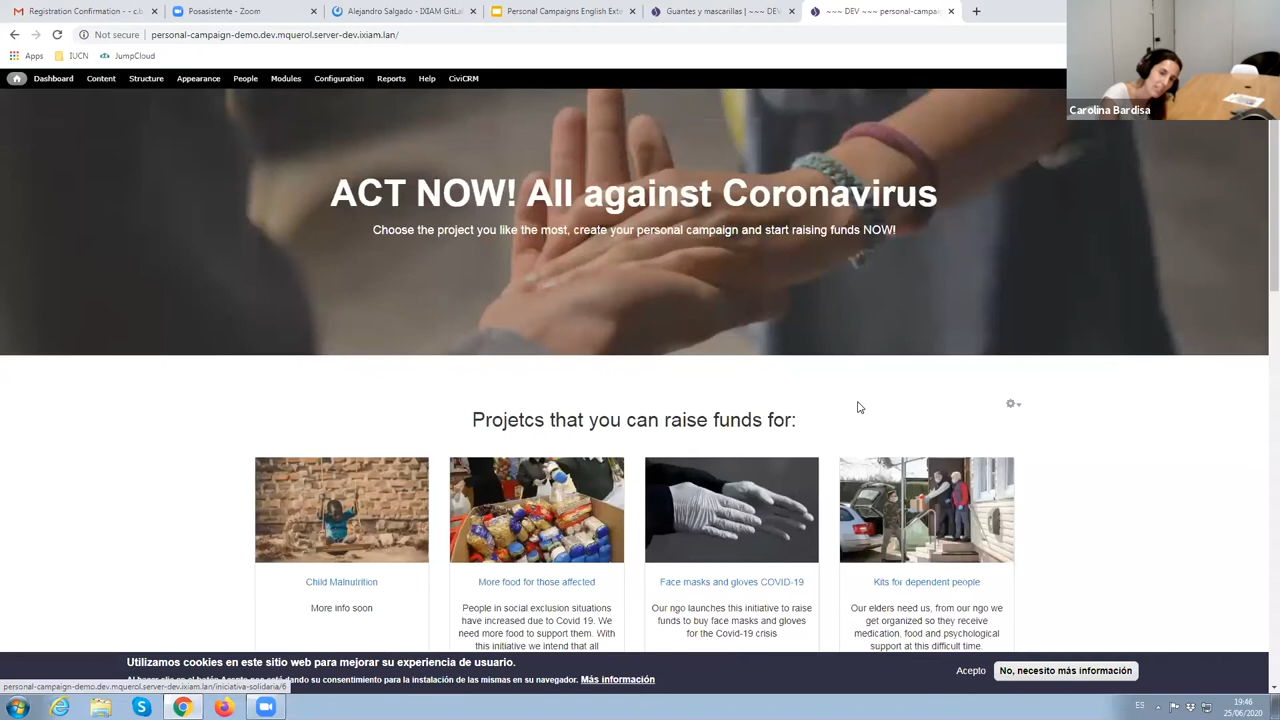 Registration Confirmation - - c.b
Posasistente - Zoom
Alejandro Salgado - IXIAM GitLa
Personal Campaigns English Exte
Guantes y mascarillas | ~~~ DEV
~~~ DEV ~~~ personal-campa
Not secure | personal-campaign-demo.dev.mquerol.server-dev.ixiam.lan/
Apps IUCN JumpCloud
Dashboard Content Structure Appearance People Modules Configuration Reports Help CiviCRM
Carolina Bardisa
ACT NOW! All against Coronavirus
Choose the project you like the most, create your personal campaign and start raising funds NOW!
Projetcs that you can raise funds for:
Child Malnutrition
More info soon
More food for those affected
People in social exclusion situations
have increased due to Covid 19. We
need more food to support them. With
this initiative we intend that all
Face masks and gloves COVID-19
Our ngo launches this initiative to raise
funds to buy face masks and gloves
for the Covid-19 crisis
Kits for dependent people
Our elders need us, from our ngo we
get organized so they receive
medication, food and psychological
support at this difficult time.
Utilizamos cookies en este sitio web para mejorar su experiencia de usuario.
dando su consentimiento para la instalación de las mismas en su navegador. Más información
Acepto
No, necesito más información
personal-campaign-demo.dev.mquerol.server-dev.ixiam.lan/iniciativa-solidaria/6
ES
19:46
25/06/2020